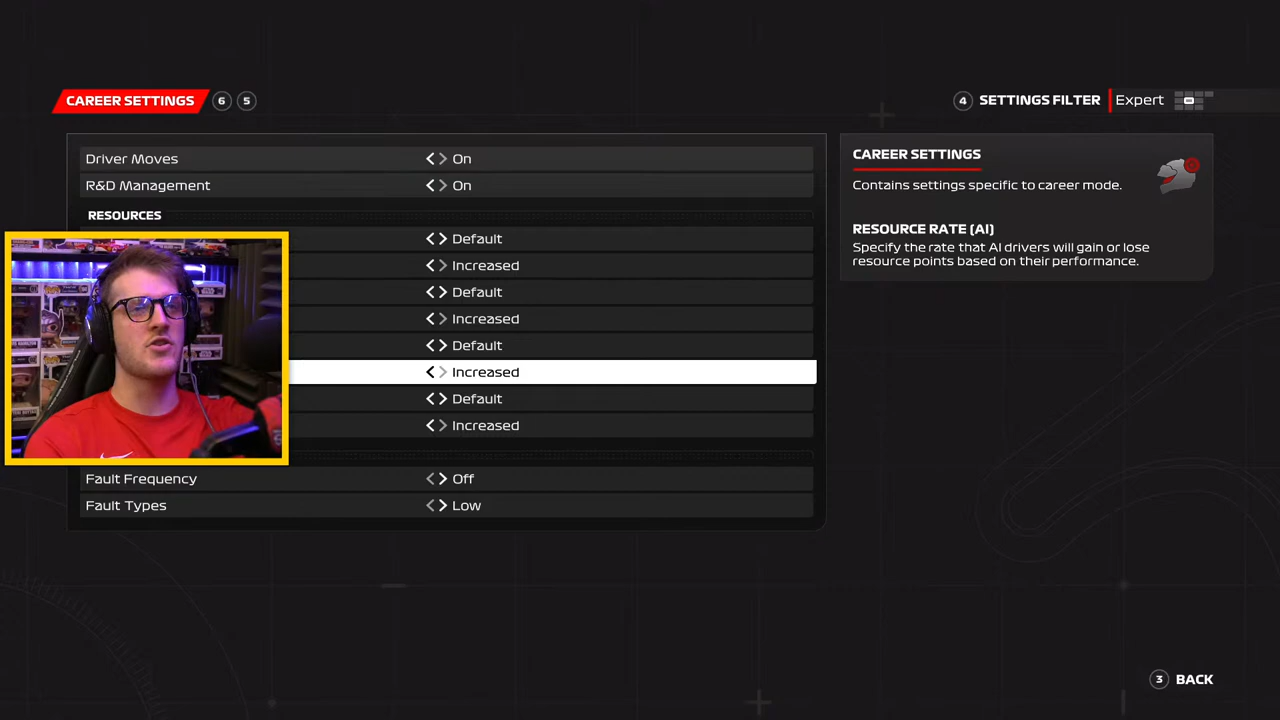 CAREER SETTINGS 6 5
4 SETTINGS FILTER Expert
Driver Moves On
R&D Management On
RESOURCES
Default
Increased
Default
Increased
Default
Increased
Default
Increased
Fault Frequency Off
Fault Types Low
CAREER SETTINGS
Contains settings specific to career mode.
RESOURCE RATE (AI)
Specify the rate that AI drivers will gain or lose
resource points based on their performance.
3 BACK